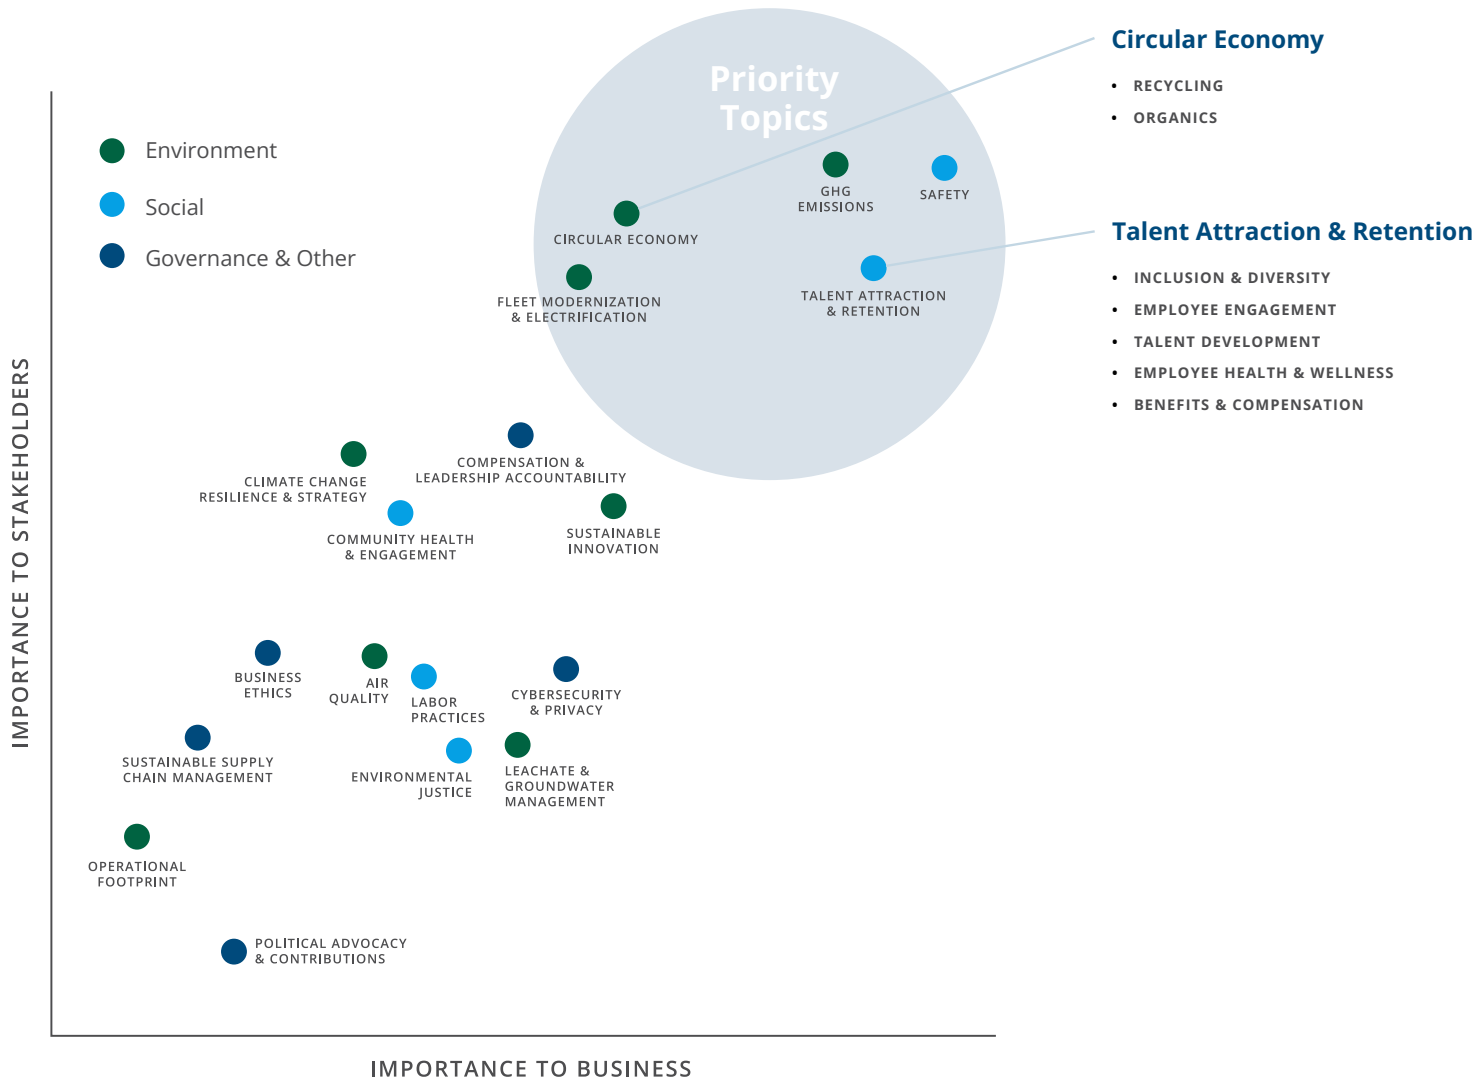 Priority
Topics
Circular Economy
• RECYCLING
• ORGANICS
Environment
Social
Governance & Other
GHG
EMISSIONS
SAFETY
CIRCULAR ECONOMY
Talent Attraction & Retention
• INCLUSION & DIVERSITY
• EMPLOYEE ENGAGEMENT
• TALENT DEVELOPMENT
• EMPLOYEE HEALTH & WELLNESS
• BENEFITS & COMPENSATION
FLEET MODERNIZATION
& ELECTRIFICATION
TALENT ATTRACTION
& RETENTION
IMPORTANCE TO STAKEHOLDERS
CLIMATE CHANGE
RESILIENCE & STRATEGY
COMPENSATION &
LEADERSHIP ACCOUNTABILITY
COMMUNITY HEALTH
& ENGAGEMENT
SUSTAINABLE
INNOVATION
BUSINESS
ETHICS
AIR
QUALITY
LABOR
PRACTICES
CYBERSECURITY
& PRIVACY
SUSTAINABLE SUPPLY
CHAIN MANAGEMENT
ENVIRONMENTAL
JUSTICE
LEACHATE &
GROUNDWATER
MANAGEMENT
OPERATIONAL
FOOTPRINT
POLITICAL ADVOCACY
& CONTRIBUTIONS
IMPORTANCE TO BUSINESS